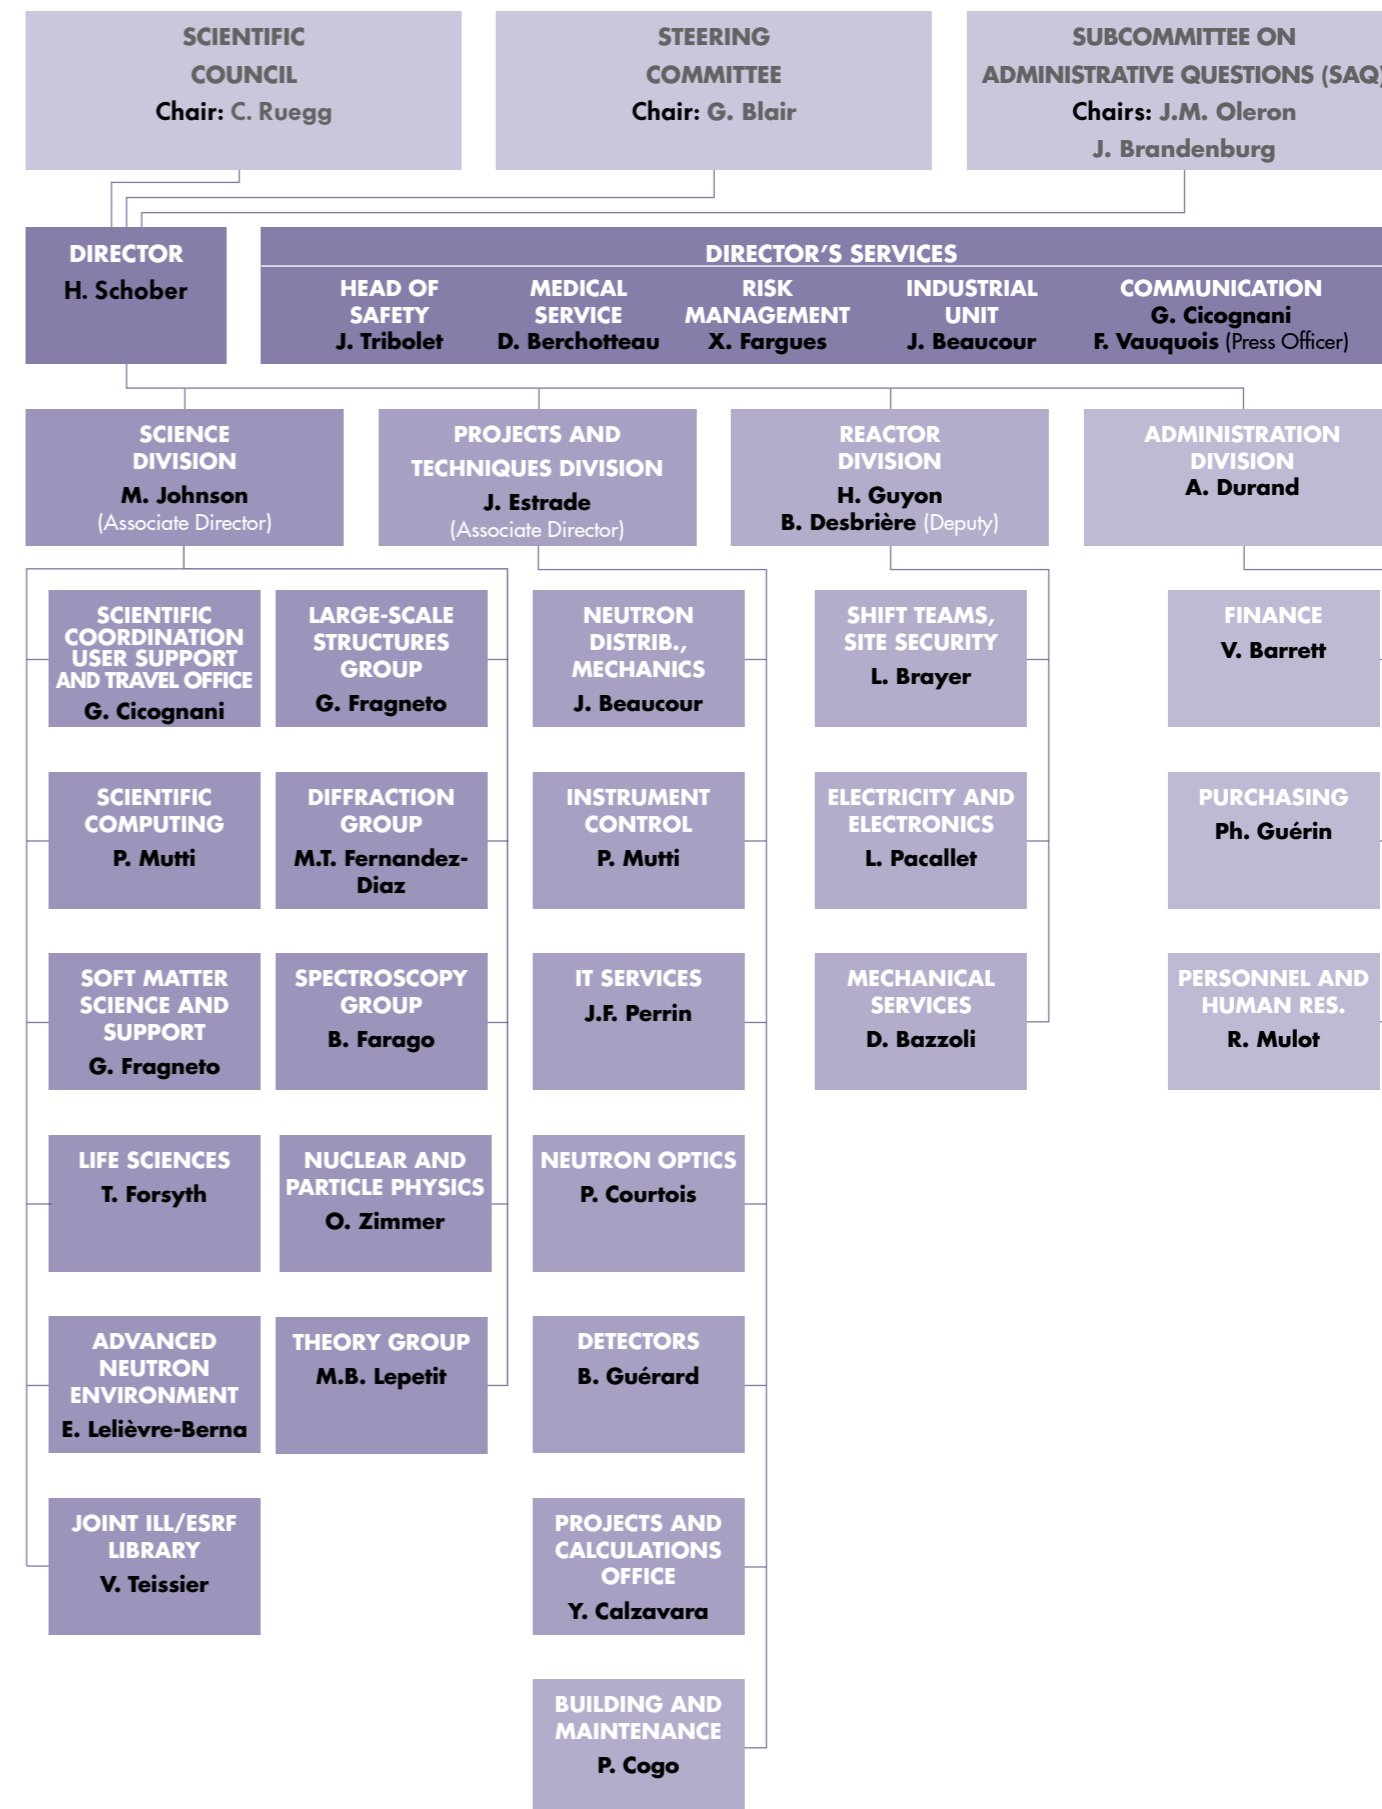 SCIENTIFIC
COUNCIL
Chair: C. Ruegg
STEERING
COMMITTEE
Chair: G. Blair
SUBCOMMITTEE ON
ADMINISTRATIVE QUESTIONS (SAQ)
Chairs: J.M. Oleron
J. Brandenburg
DIRECTOR
H. Schober
DIRECTOR'S SERVICES
HEAD OF
SAFETY
J. Tribolet
MEDICAL
SERVICE
D. Berchotteau
RISK
MANAGEMENT
X. Fargues
INDUSTRIAL
UNIT
J. Beaucour
COMMUNICATION
G. Cicognani
F. Vauquois (Press Officer)
SCIENCE
DIVISION
M. Johnson
(Associate Director)
PROJECTS AND
TECHNIQUES DIVISION
J. Estrade
(Associate Director)
REACTOR
DIVISION
H. Guyon
B. Desbrière (Deputy)
ADMINISTRATION
DIVISION
A. Durand
SCIENTIFIC
COORDINATION
USER SUPPORT
AND TRAVEL OFFICE
G. Cicognani
LARGE-SCALE
STRUCTURES
GROUP
G. Fragneto
NEUTRON
DISTRIB.,
MECHANICS
J. Beaucour
SHIFT TEAMS,
SITE SECURITY
L. Brayer
FINANCE
V. Barrett
SCIENTIFIC
COMPUTING
P. Mutti
DIFFRACTION
GROUP
M.T. Fernandez-
Diaz
INSTRUMENT
CONTROL
P. Mutti
ELECTRICITY AND
ELECTRONICS
L. Pacallet
PURCHASING
Ph. Guérin
SOFT MATTER
SCIENCE AND
SUPPORT
G. Fragneto
SPECTROSCOPY
GROUP
B. Farago
IT SERVICES
J.F. Perrin
MECHANICAL
SERVICES
D. Bazzoli
PERSONNEL AND
HUMAN RES.
R. Mulot
LIFE SCIENCES
T. Forsyth
NUCLEAR AND
PARTICLE PHYSICS
O. Zimmer
NEUTRON OPTICS
P. Courtois
ADVANCED
NEUTRON
ENVIRONMENT
E. Lelièvre-Berna
THEORY GROUP
M.B. Lepetit
DETECTORS
B. Guérard
JOINT ILL/ESRF
LIBRARY
V. Teissier
PROJECTS AND
CALCULATIONS
OFFICE
Y. Calzavara
BUILDING AND
MAINTENANCE
P. Cogo